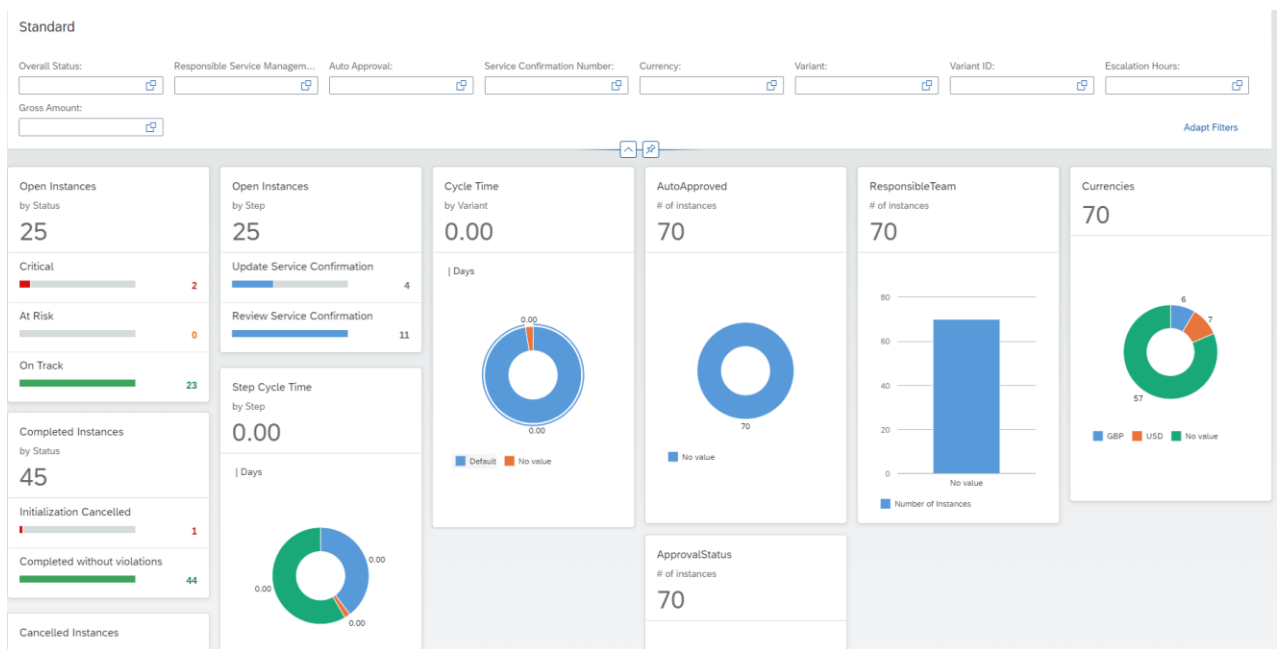 Standard
Overall Status:
Responsible Service Managem...
Auto Approval:
Service Confirmation Number:
Currency:
Variant:
Variant ID:
Escalation Hours:
Gross Amount:
Adapt Filters
Open Instances
by Status
25
Critical
2
At Risk
0
On Track
23
Completed Instances
by Status
45
Initialization Cancelled
1
Completed without violations
44
Cancelled Instances
Open Instances
by Step
25
Update Service Confirmation
4
Review Service Confirmation
11
Step Cycle Time
by Step
0.00
| Days
0.00
0.00
0.00
Cycle Time
by Variant
0.00
| Days
0.00
0.00
Default No value
AutoApproved
# of instances
70
70
No value
ApprovalStatus
# of instances
70
ResponsibleTeam
# of instances
70
80
60
40
20
0
No value
Number of Instances
Currencies
70
6
7
57
GBP USD No value